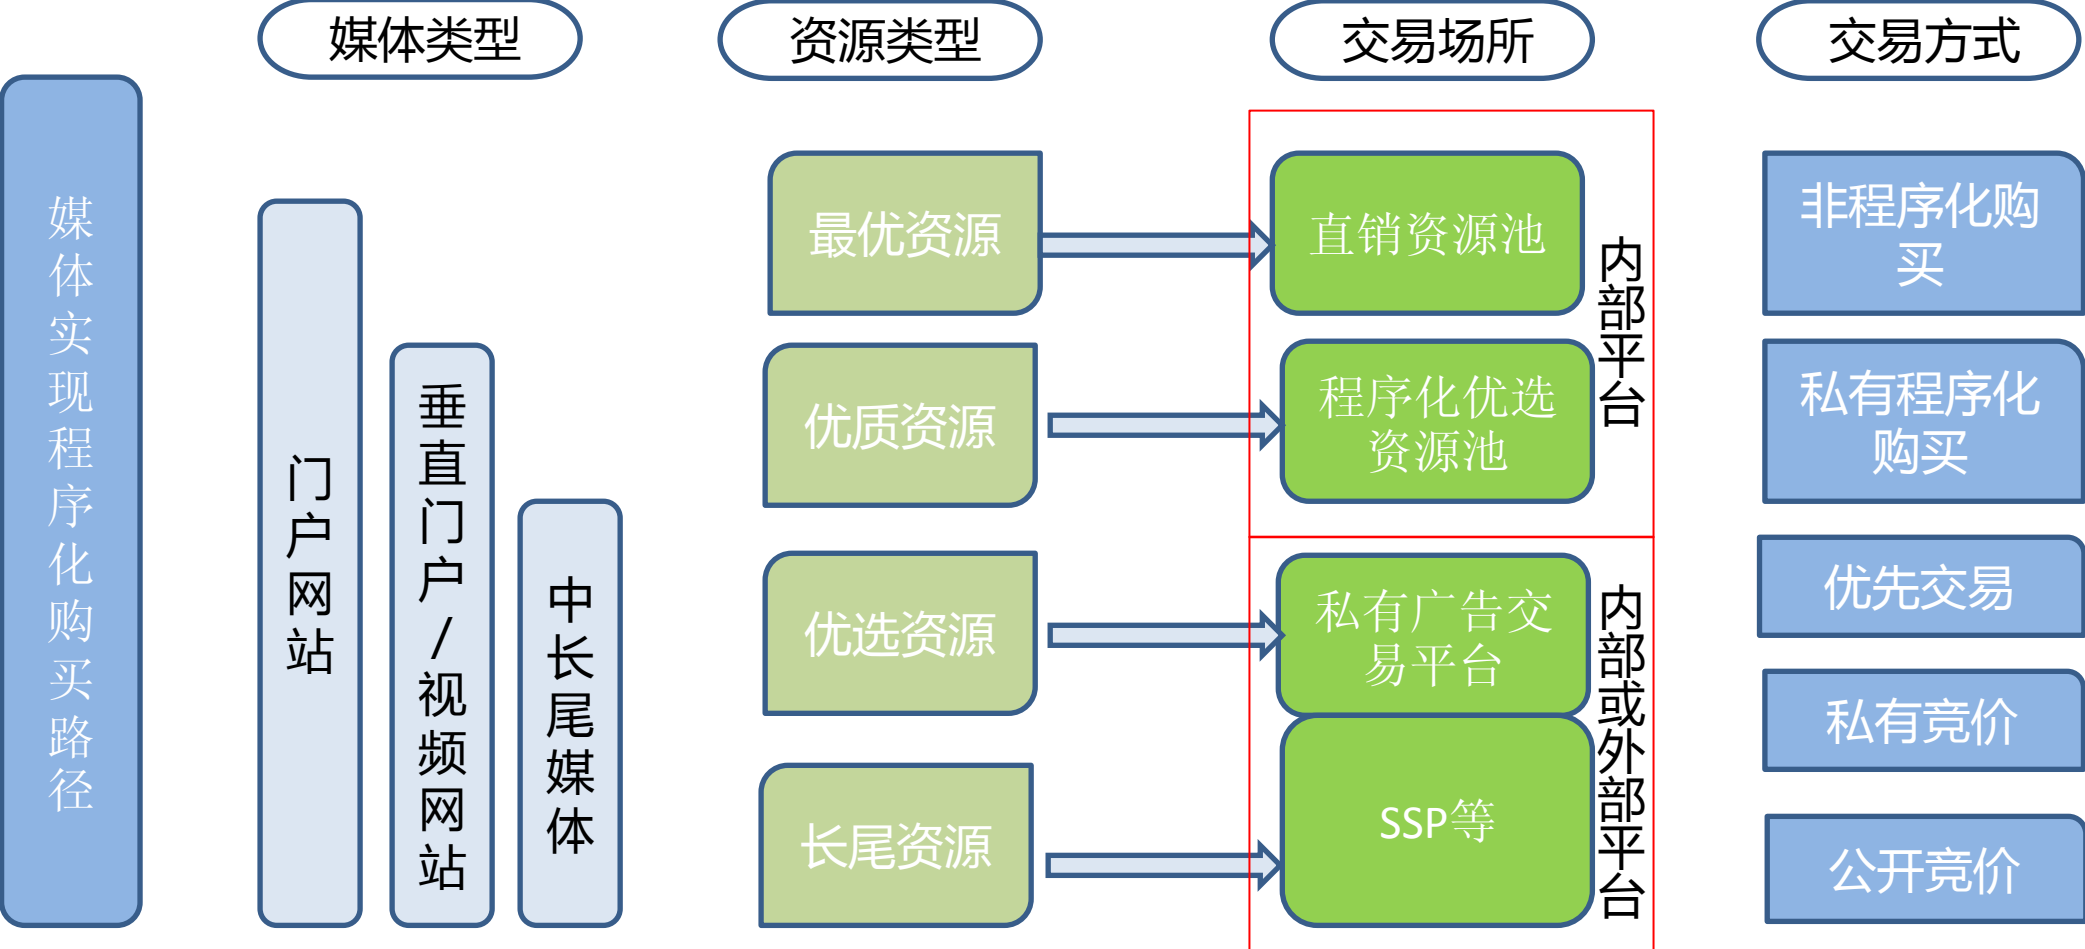 媒体类型
资源类型
交易场所
交易方式
媒体实现程序化购买路径
门户网站
垂直门户/视频网站
中长尾媒体
最优资源
优质资源
优选资源
长尾资源
直销资源池
程序化优选
资源池
内部平台
私有广告交
易平台
SSP等
内部或外部平台
非程序化购
买
私有程序化
购买
优先交易
私有竞价
公开竞价